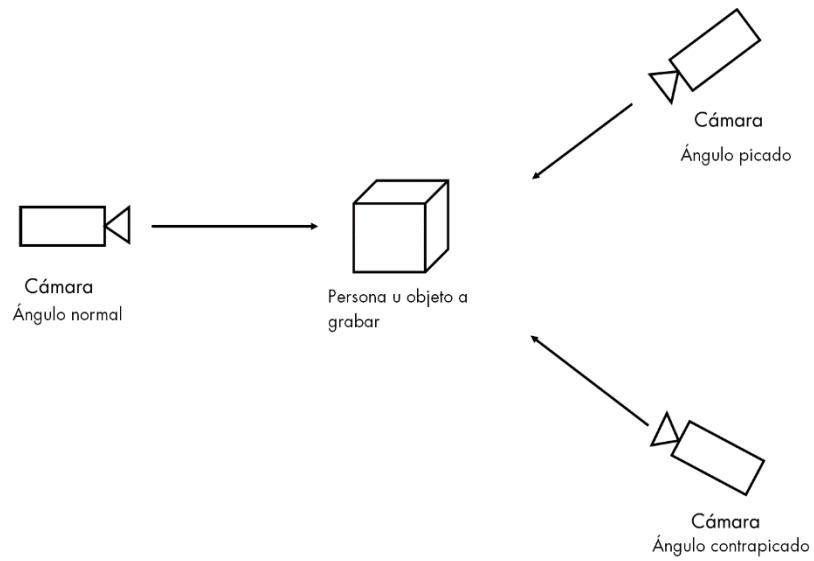 Cámara
Ángulo picado
Cámara
Ángulo normal
Persona u objeto a
grabar
Cámara
Ángulo contrapicado